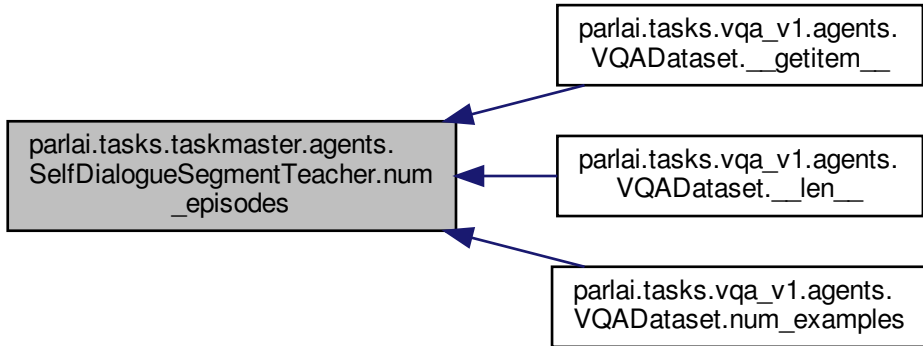 parlai.tasks.taskmaster.agents.
SelfDialogueSegmentTeacher.num
_episodes
parlai.tasks.vqa_v1.agents.
VQADataset.__getitem__
parlai.tasks.vqa_v1.agents.
VQADataset.__len__
parlai.tasks.vqa_v1.agents.
VQADataset.num_examples